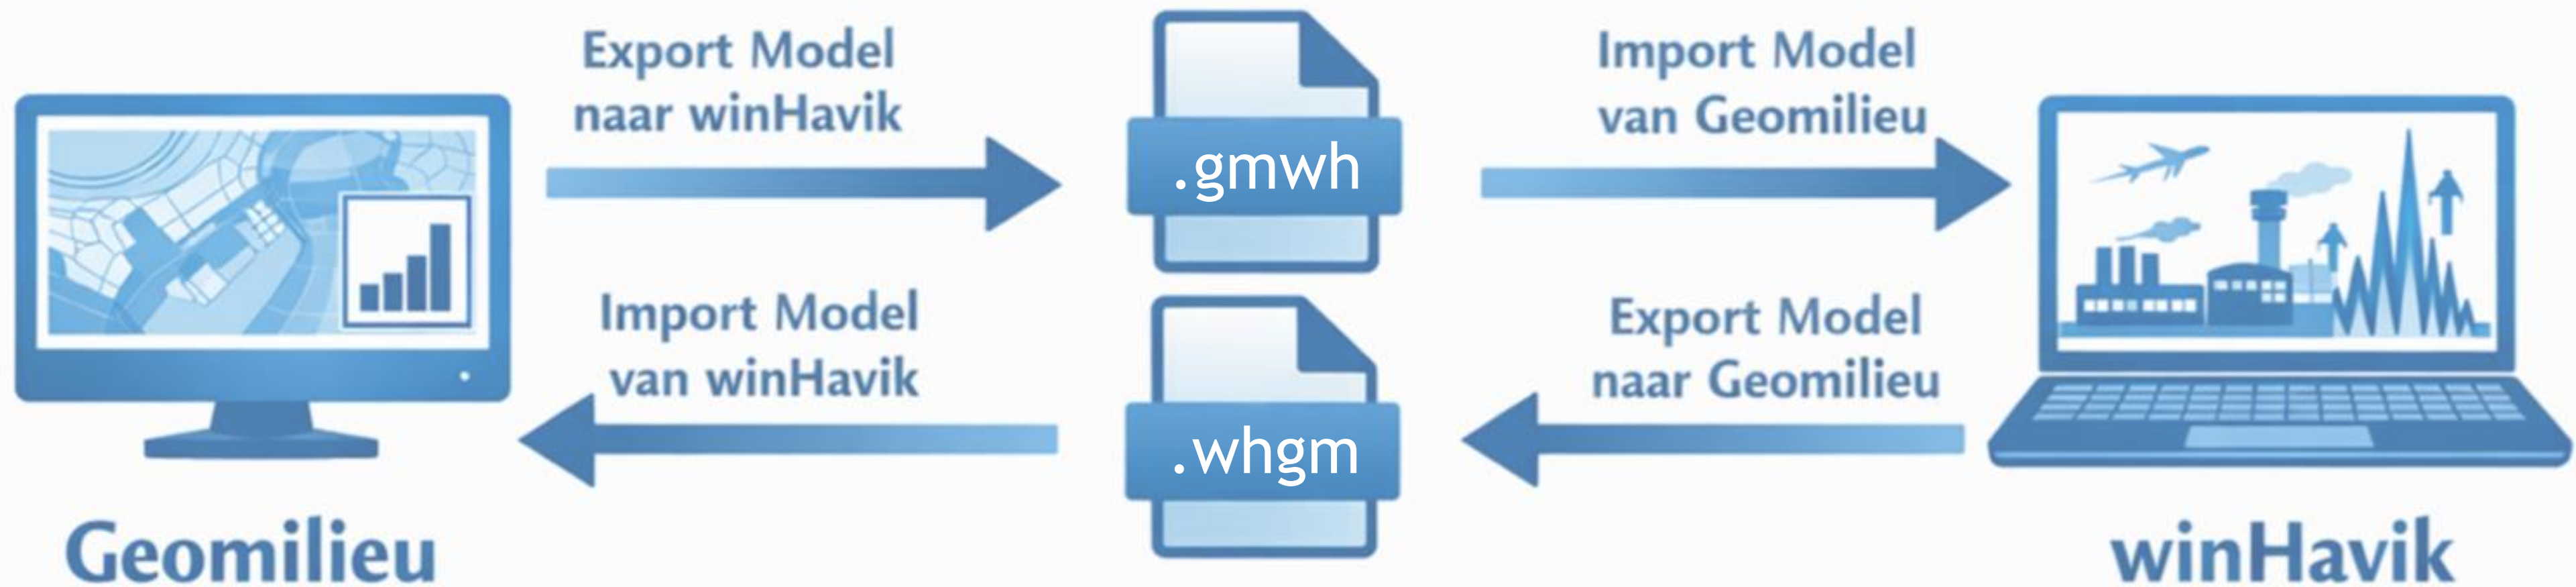 Export Model
naar winHavik
.gmwh
Import Model
van Geomilieu
Import Model
van winHavik
.whgm
Export Model
naar Geomilieu
Geomilieu
winHavik